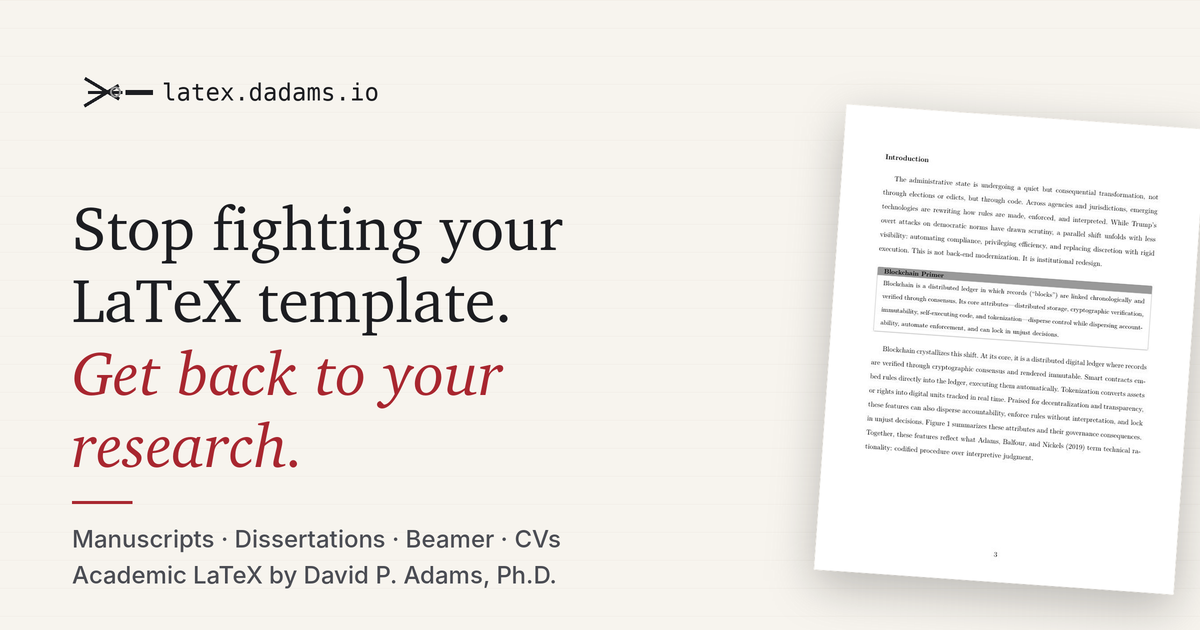 latex.dadams.io
Stop fighting your
LaTeX template.
Get back to your
research.
Manuscripts · Dissertations · Beamer · CVs
Academic LaTeX by David P. Adams, Ph.D.
Introduction
The administrative state is undergoing a quiet but consequential transformation, not
through elections or edicts, but through code. Across agencies and jurisdictions, emerging
technologies are rewriting how rules are made, enforced, and interpreted. While Trump's
overt attacks on democratic norms have drawn scrutiny, a parallel shift unfolds with less
visibility: automating compliance, privileging efficiency, and replacing discretion with rigid
execution. This is not back-end modernization. It is institutional redesign.
Blockchain Primer
Blockchain is a distributed ledger in which records (“blocks”) are linked chronologically and
verified through consensus. Its core attributes—distributed storage, cryptographic verification,
immutability, self-executing code, and tokenization—disperse control while dispersing account-
ability, automate enforcement, and can lock in unjust decisions.
Blockchain crystallizes this shift. At its core, it is a distributed digital ledger where records
are verified through cryptographic consensus and rendered immutable. Smart contracts em-
bed rules directly into the ledger, executing them automatically. Tokenization converts assets
or rights into digital units tracked in real time. Praised for decentralization and transparency,
these features can also disperse accountability, enforce rules without interpretation, and lock
in unjust decisions. Figure 1 summarizes these attributes and their governance consequences.
Together, these features reflect what Adams, Balfour, and Nickels (2019) term technical ra-
tionality: codified procedure over interpretive judgment.
3